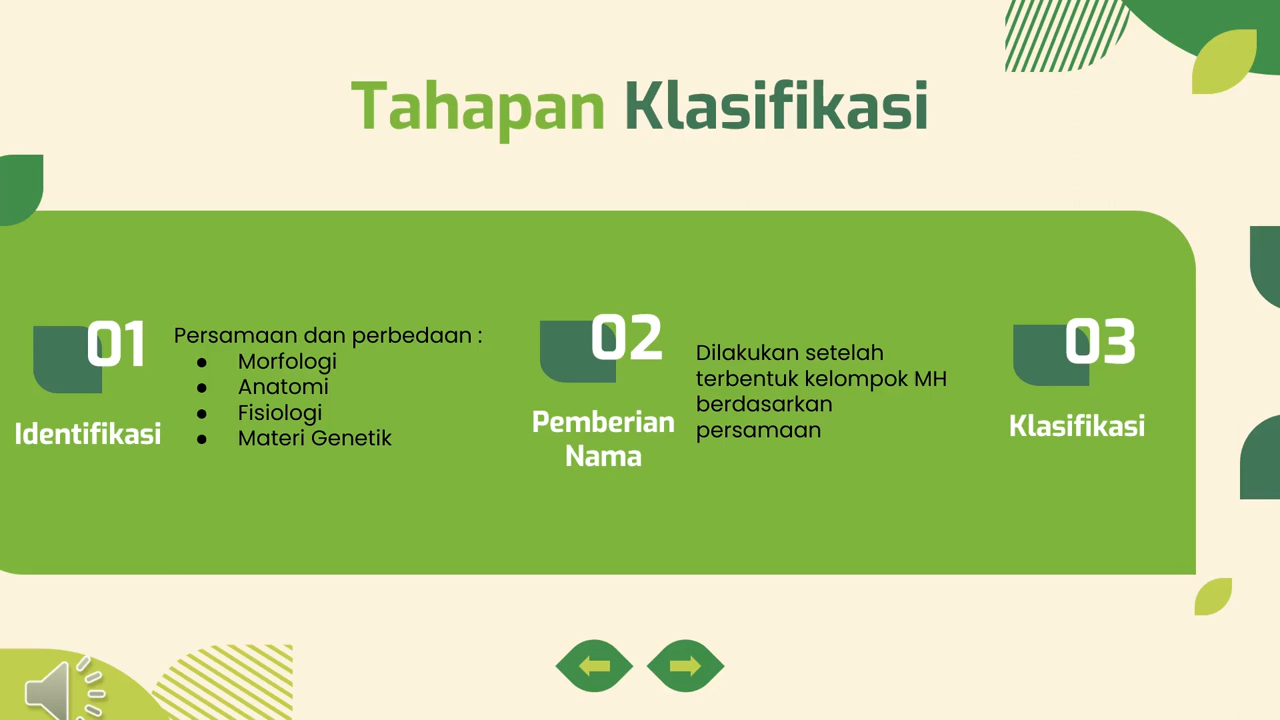 Tahapan Klasifikasi
01
Identifikasi
Persamaan dan perbedaan :
● Morfologi
● Anatomi
● Fisiologi
● Materi Genetik
02
Pemberian
Nama
Dilakukan setelah
terbentuk kelompok MH
berdasarkan
persamaan
03
Klasifikasi